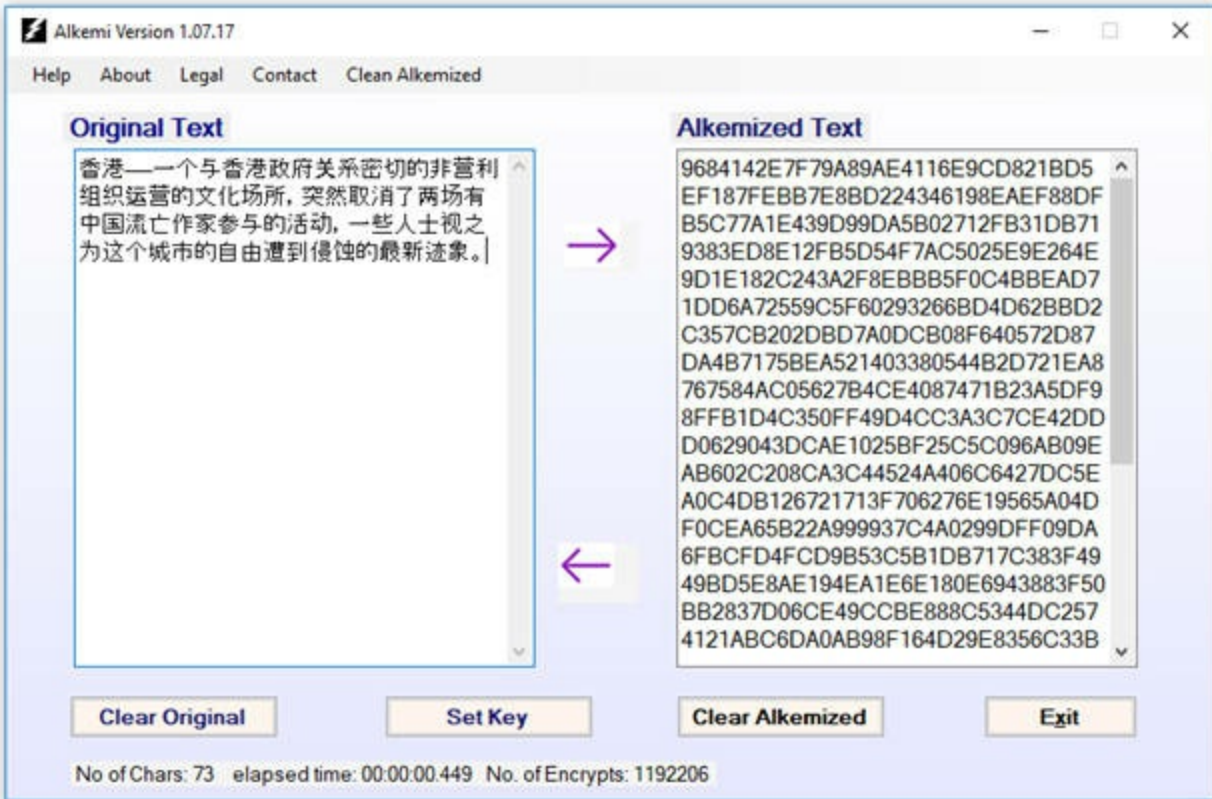 Alkemi Version 1.07.17
Help About Legal Contact Clean Alkemized
Original Text
Alkemized Text
香港——一个与香港政府关系密切的非营利
组织运营的文化场所, 突然取消了两场有
中国流亡作家参与的活动, 一些人士视之
为这个城市的自由遭到侵蚀的最新迹象。
9684142E7F79A89AE4116E9CD821BD5
EF187FEBB7E8BD224346198EAEF88DF
B5C77A1E439D99DA5B02712FB31DB71
9383ED8E12FB5D54F7AC5025E9E264E
9D1E182C243A2F8EBBB5F0C4BBEAD7
1DD6A72559C5F60293266BD4D62BBD2
C357CB202DBD7A0DCB08F640572D87
DA4B7175BEA521403380544B2D721EA8
767584AC05627B4CE4087471B23A5DF9
8FFB1D4C350FF49D4CC3A3C7CE42DD
D0629043DCAE1025BF25C5C096AB09E
AB602C208CA3C44524A406C6427DC5E
A0C4DB126721713F706276E19565A04D
F0CEA65B22A999937C4A0299DFF09DA
6FBCFD4FCD9B53C5B1DB717C383F49
49BD5E8AE194EA1E6E180E6943883F50
BB2837D06CE49CCBE888C5344DC257
4121ABC6DA0AB98F164D29E8356C33B
Clear Original
Set Key
Clear Alkemized
Exit
No of Chars: 73 elapsed time: 00:00:00.449 No. of Encrypts: 1192206